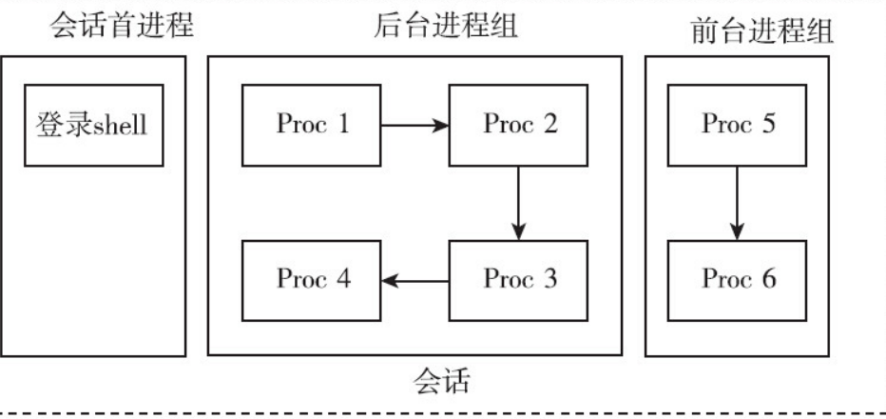 会话首进程
后台进程组
前台进程组
登录shell
Proc 1
Proc 2
Proc 5
Proc 4
Proc 3
Proc 6
会话